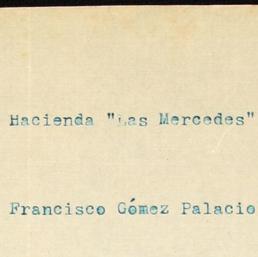 Hacienda "Las Mercedes"
Francisco Gómez Palacio